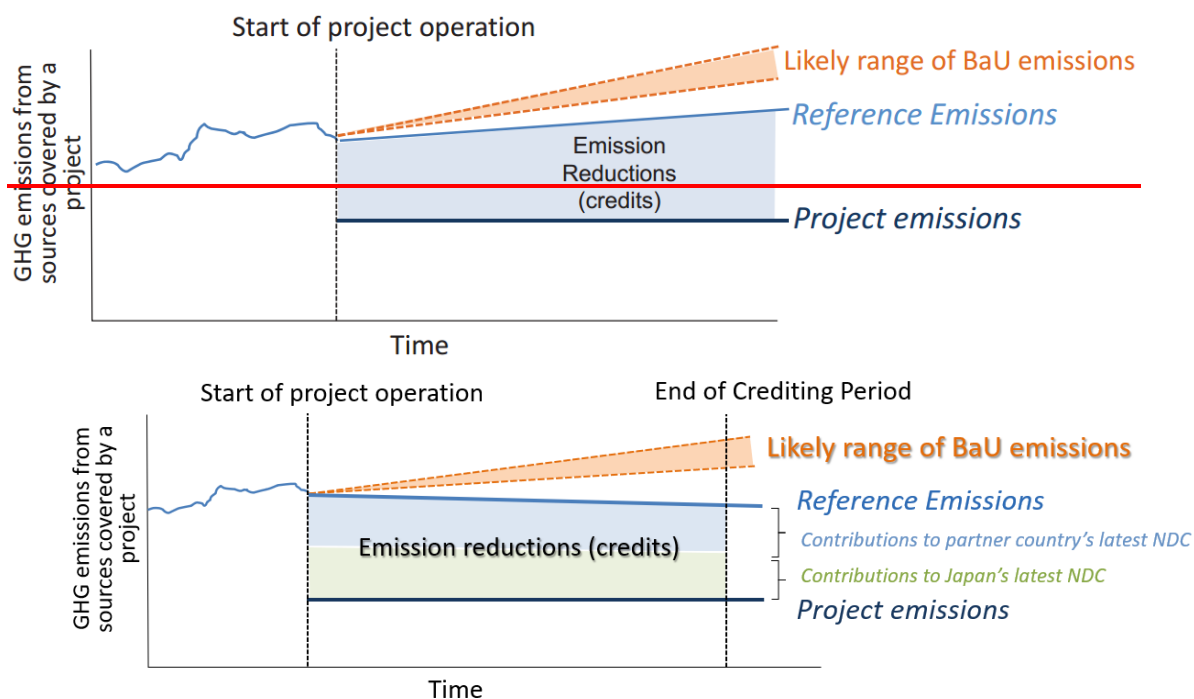 Start of project operation
GHG emissions from
sources covered by a
project
Likely range of BaU emissions
Reference Emissions
Emission
Reductions
(credits)
Project emissions
Time
Start of project operation
End of Crediting Period
GHG emissions from
sources covered by a
project
Likely range of BaU emissions
Reference Emissions
Contributions to partner country's latest NDC
Emission reductions (credits)
Contributions to Japan's latest NDC
Project emissions
Time